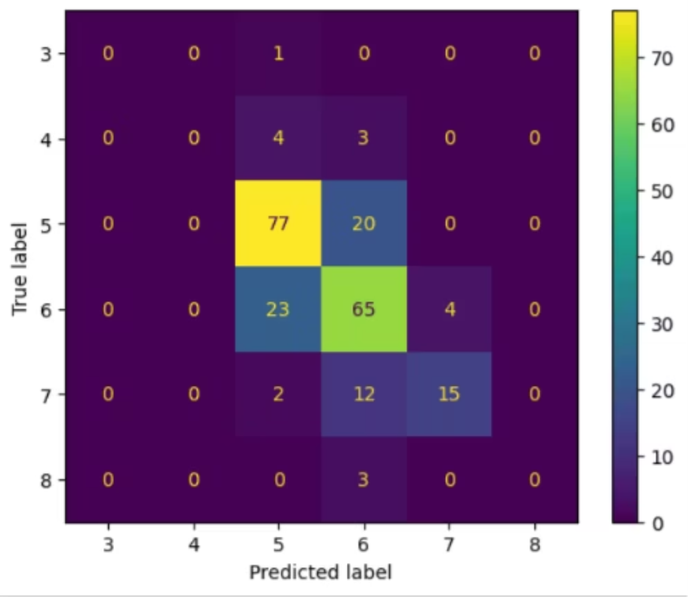 3 0 0 1 0 0 0
4 0 0 4 3 0 0
5 0 0 77 20 0 0
6 0 0 23 65 4 0
7 0 0 2 12 15 0
8 0 0 0 3 0 0
3 4 5 6 7 8
True label
Predicted label
70
60
50
40
30
20
10
0